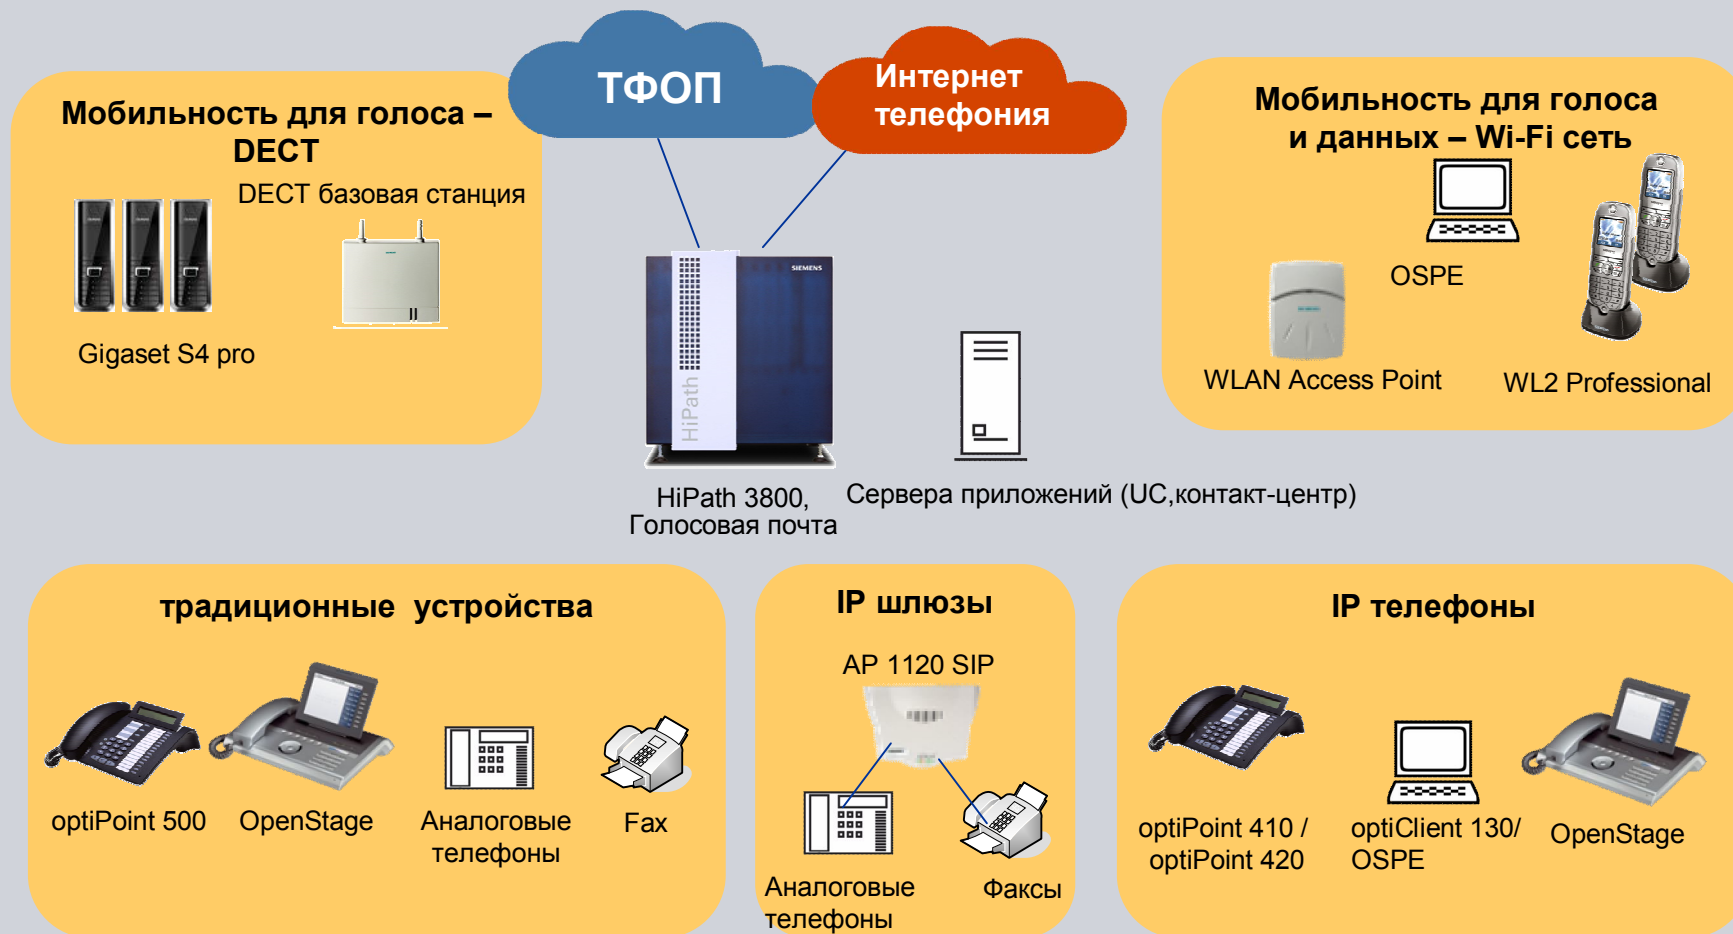 ТФОП
Интернет
телефония
Мобильность для голоса –
DECT
DECT базовая станция
Gigaset S4 pro
SIEMENS
HiPath
HiPath 3800,
Голосовая почта
Сервера приложений (UC,контакт-центр)
Мобильность для голоса
и данных – Wi-Fi сеть
OSPE
WLAN Access Point
WL2 Professional
традиционные устройства
optiPoint 500
OpenStage
Аналоговые
телефоны
Fax
IP шлюзы
AP 1120 SIP
Аналоговые
телефоны
Факсы
IP телефоны
optiPoint 410 /
optiPoint 420
optiClient 130/
OSPE
OpenStage